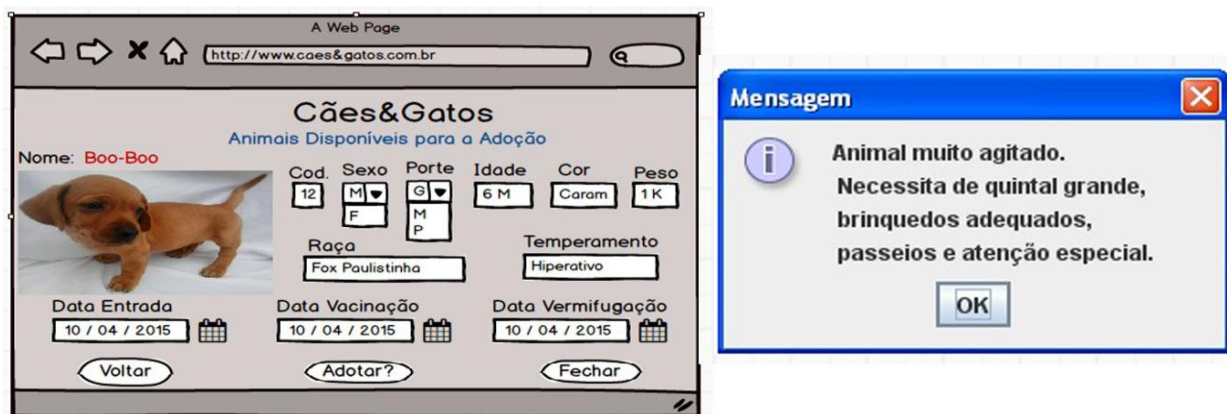 A Web Page
http://www.caes&gatos.com.br
Cães&Gatos
Animais Disponíveis para a Adoção
Nome: Boo-Boo
Cod. Sexo Porte Idade Cor Peso
12 M G 6 M Caram 1 K
F M
P
Raça Temperamento
Fox Paulistinha Hiperativo
Data Entrada Data Vacinação Data Vermifugação
10 / 04 / 2015 10 / 04 / 2015 10 / 04 / 2015
Voltar Adotar? Fechar
Mensagem
Animal muito agitado.
Necessita de quintal grande,
brinquedos adequados,
passeios e atenção especial.
OK